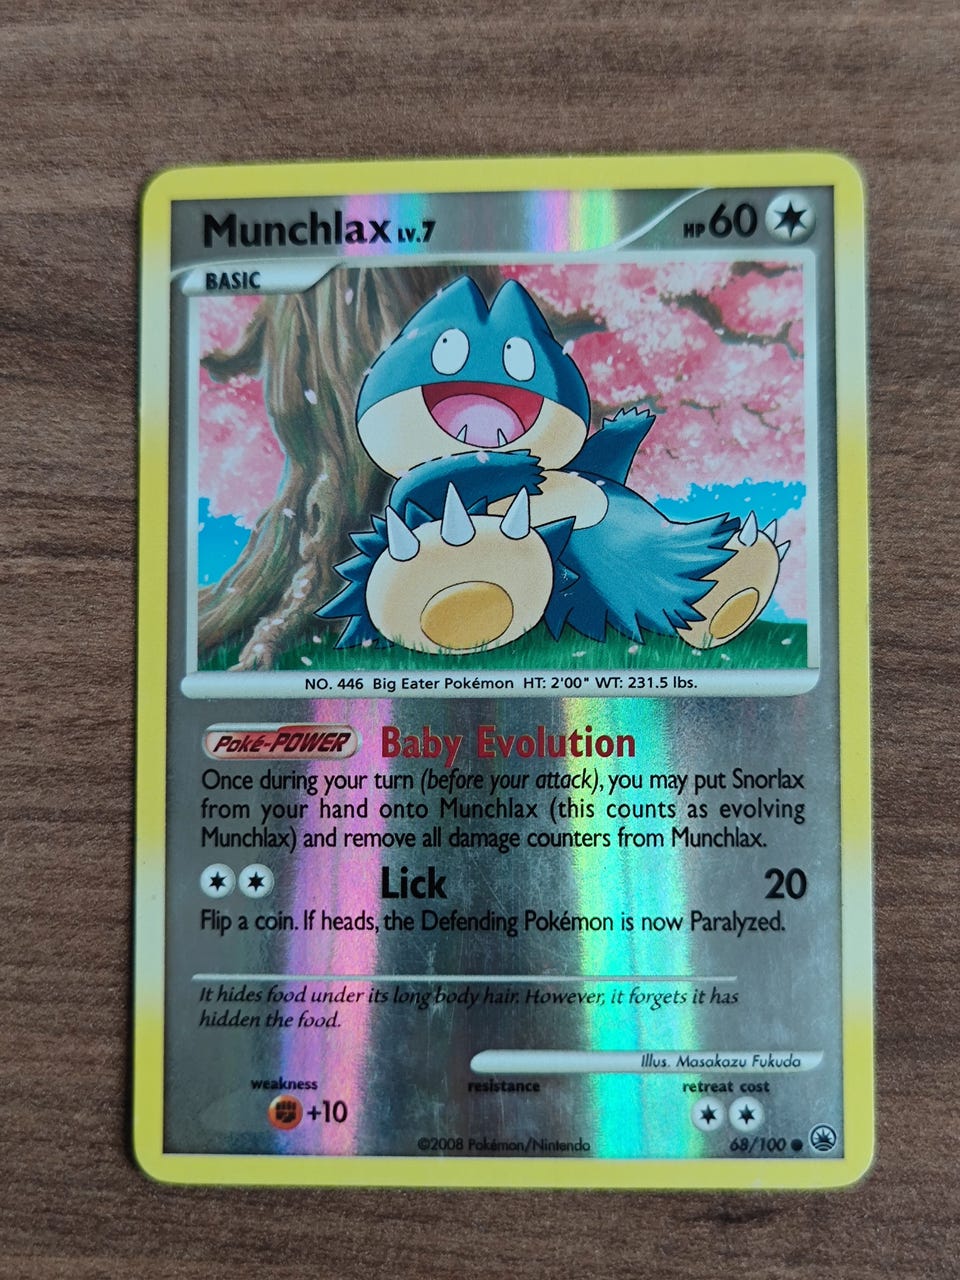 Munchlax LV.7 HP 60
BASIC
NO. 446 Big Eater Pokémon HT: 2'00" WT: 231.5 lbs.
Poké-POWER Baby Evolution
Once during your turn (before your attack), you may put Snorlax
from your hand onto Munchlax (this counts as evolving
Munchlax) and remove all damage counters from Munchlax.
Lick 20
Flip a coin. If heads, the Defending Pokémon is now Paralyzed.
It hides food under its long body hair. However, it forgets it has
hidden the food.
Illus. Masakazu Fukuda
weakness resistance retreat cost
+10
©2008 Pokémon/Nintendo 68/100